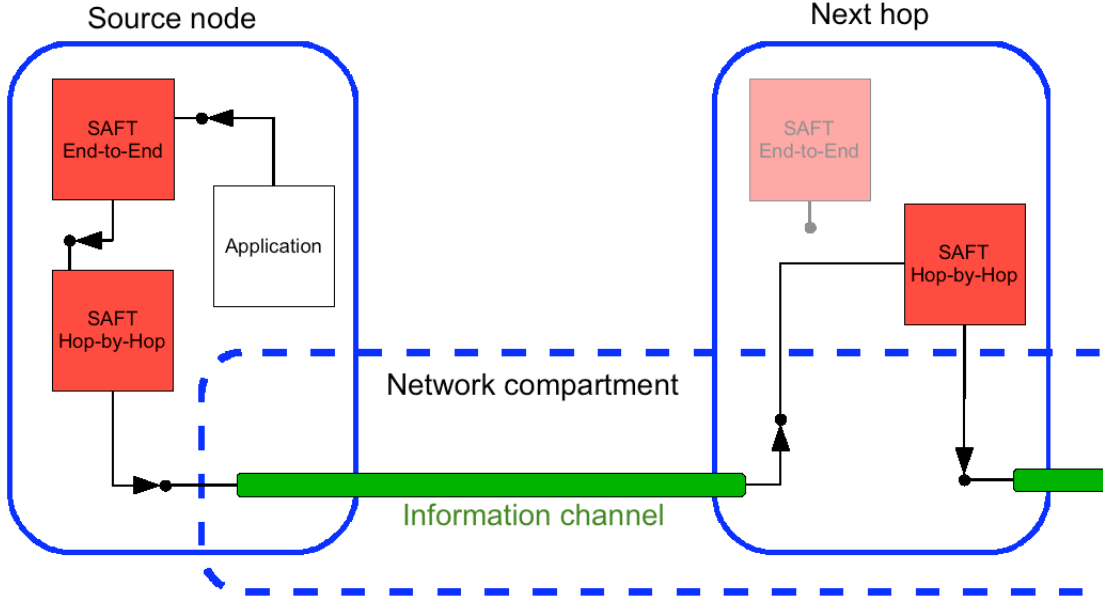 Source node
Next hop
SAFT
End-to-End
Application
SAFT
Hop-by-Hop
SAFT
End-to-End
SAFT
Hop-by-Hop
Network compartment
Information channel